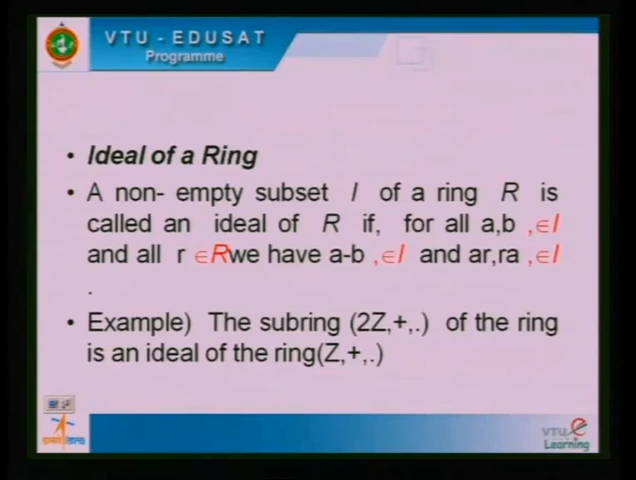 VTU - EDUSAT
Programme
• Ideal of a Ring
• A non- empty subset I of a ring R is
called an ideal of R if, for all a,b ,∈I
and all r ∈Rwe have a-b ,∈I and ar,ra ,∈I
.
• Example) The subring (2Z,+,.) of the ring
is an ideal of the ring(Z,+,.)
VTU e
Learning